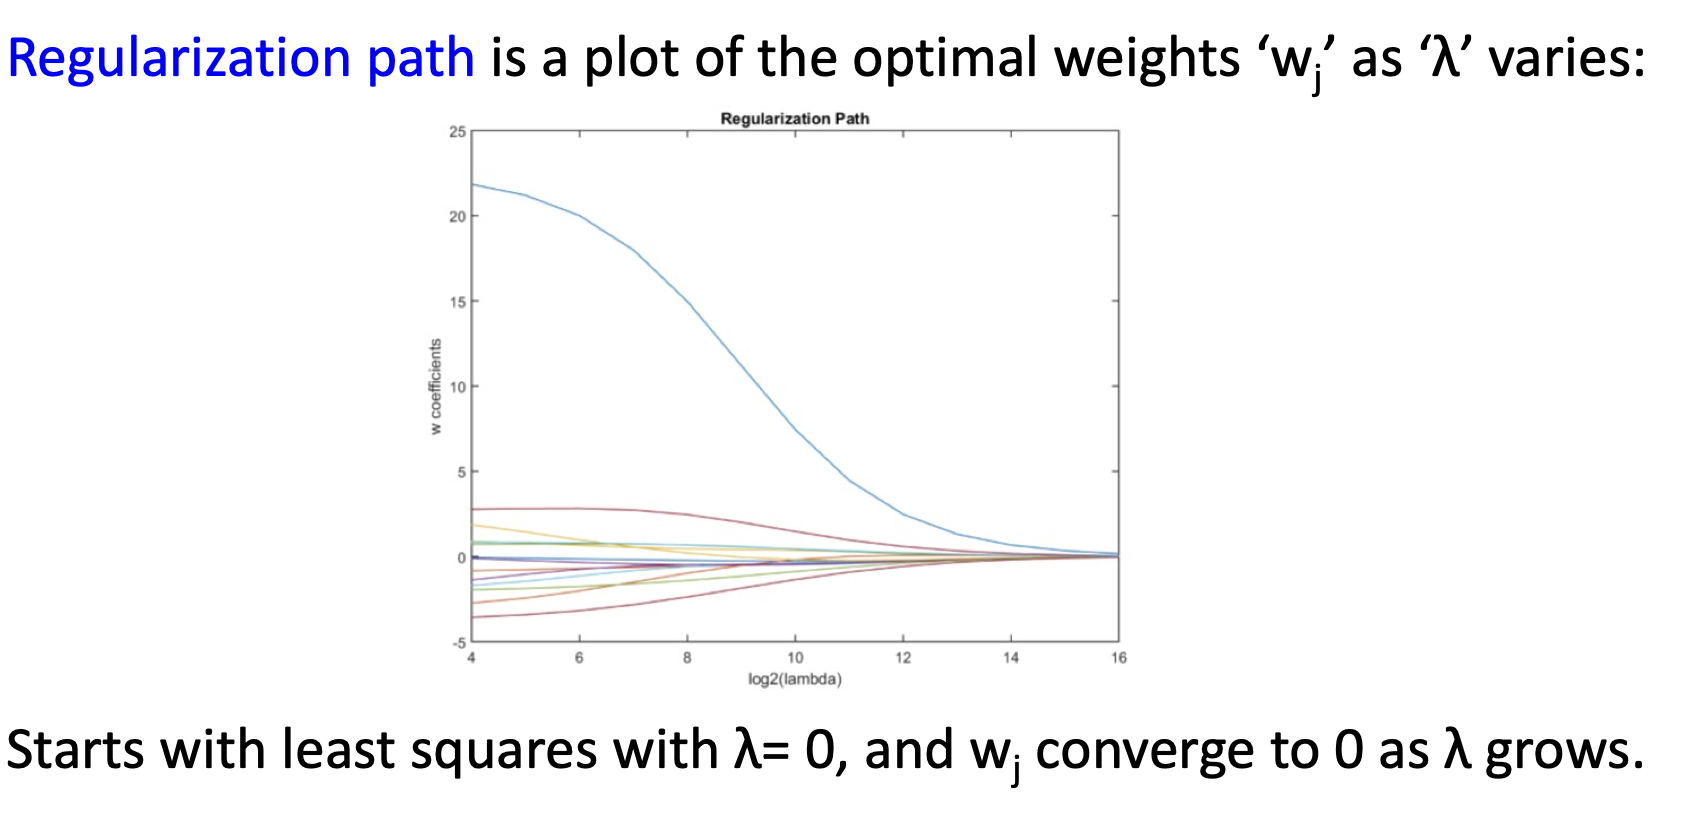 Regularization path is a plot of the optimal weights ‘wj’ as ‘λ’ varies:
Regularization Path
25
20
15
10
5
0
-5
w coefficients
4 6 8 10 12 14 16
log2(lambda)
Starts with least squares with λ= 0, and wj converge to 0 as λ grows.